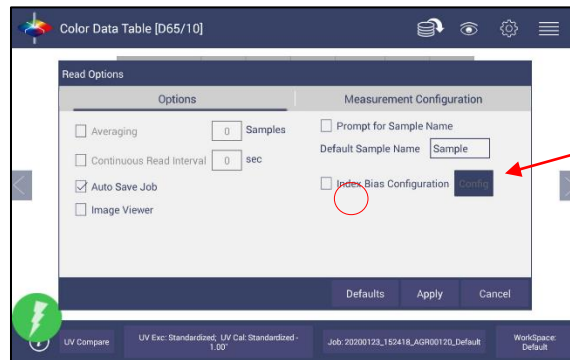 Color Data Table [D65/10]
Read Options
Options
Measurement Configuration
Averaging 0 Samples
Prompt for Sample Name
Default Sample Name Sample
Continuous Read Interval 0 sec
Auto Save Job
Index Bias Configuration Config
Image Viewer
Defaults Apply Cancel
UV Compare
UV Exc: Standardized; UV Cal: Standardized -
1.00"
Job: 20200123_152418_AGR00120_Default
WorkSpace:
Default